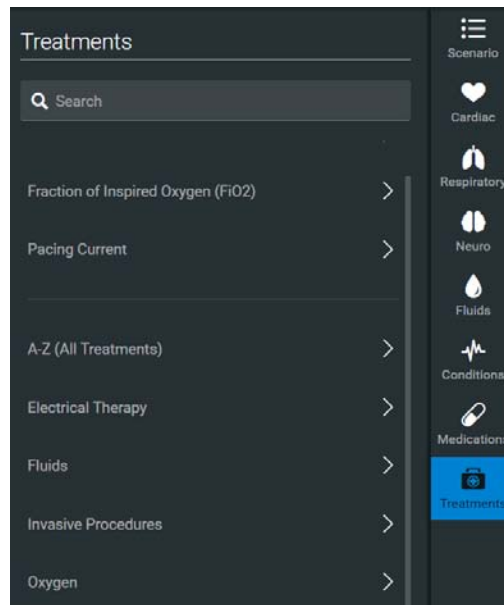 Treatments
Search
Fraction of Inspired Oxygen (FiO2)
Pacing Current
A-Z (All Treatments)
Electrical Therapy
Fluids
Invasive Procedures
Oxygen
Scenario
Cardiac
Respiratory
Neuro
Fluids
Conditions
Medications
Treatments